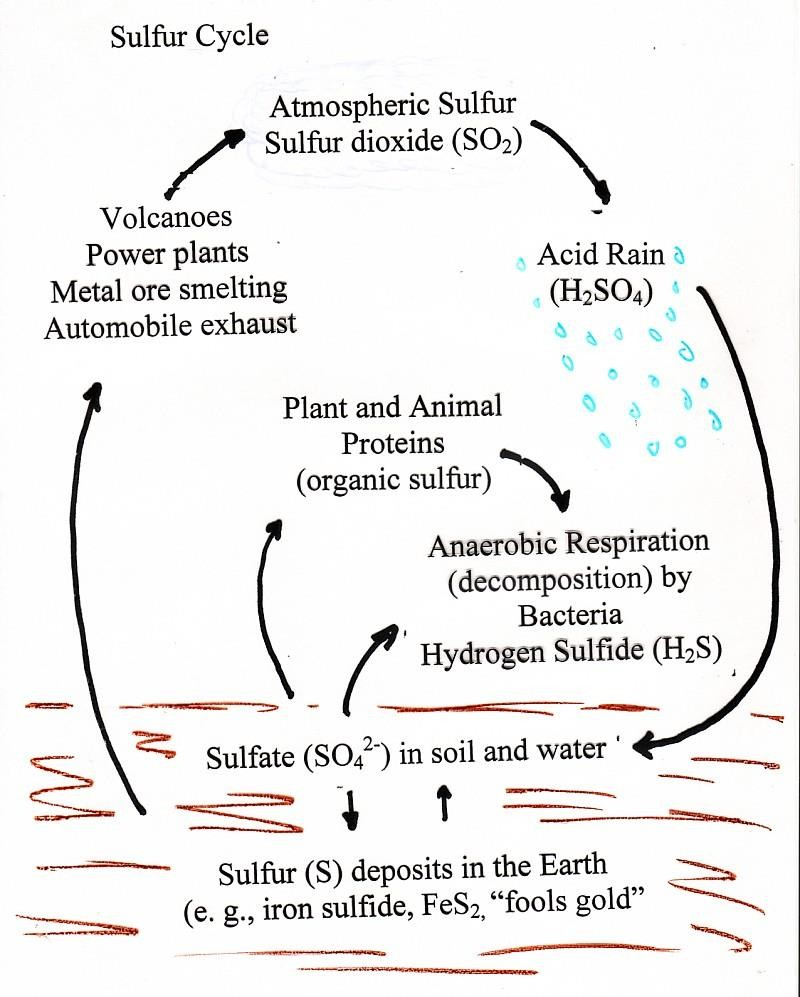 Sulfur Cycle
Atmospheric Sulfur
Sulfur dioxide (SO₂)
Volcanoes
Power plants
Metal ore smelting
Automobile exhaust
Acid Rain
(H₂SO₄)
Plant and Animal
Proteins
(organic sulfur)
Anaerobic Respiration
(decomposition) by
Bacteria
Hydrogen Sulfide (H₂S)
Sulfate (SO₄²⁻) in soil and water
Sulfur (S) deposits in the Earth
(e. g., iron sulfide, FeS₂, “fools gold”